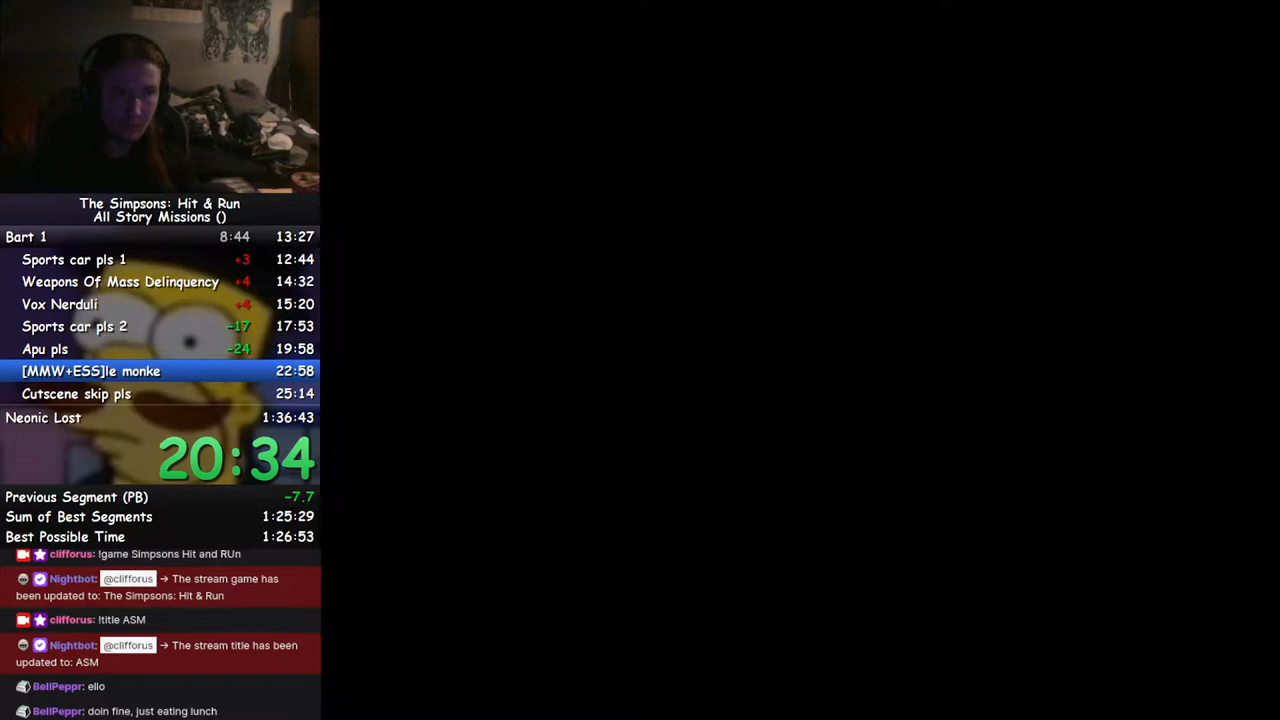 The Simpsons: Hit & Run
All Story Missions ()
Bart 1 8:44 13:27
Sports car pls 1 +3 12:44
Weapons Of Mass Delinquency +4 14:32
Vox Nerduli +4 15:20
Sports car pls 2 -17 17:53
Apu pls -24 19:58
[MMW+ESS]le monke 22:58
Cutscene skip pls 25:14
Neonic Lost 1:36:43
20:34
Previous Segment (PB) -7.7
Sum of Best Segments 1:25:29
Best Possible Time 1:26:53
clifforus: !game Simpsons Hit and RUn
Nightbot: @clifforus → The stream game has
been updated to: The Simpsons: Hit & Run
clifforus: !title ASM
Nightbot: @clifforus → The stream title has been
updated to: ASM
BellPeppr: ello
BellPeppr: doin fine, just eating lunch